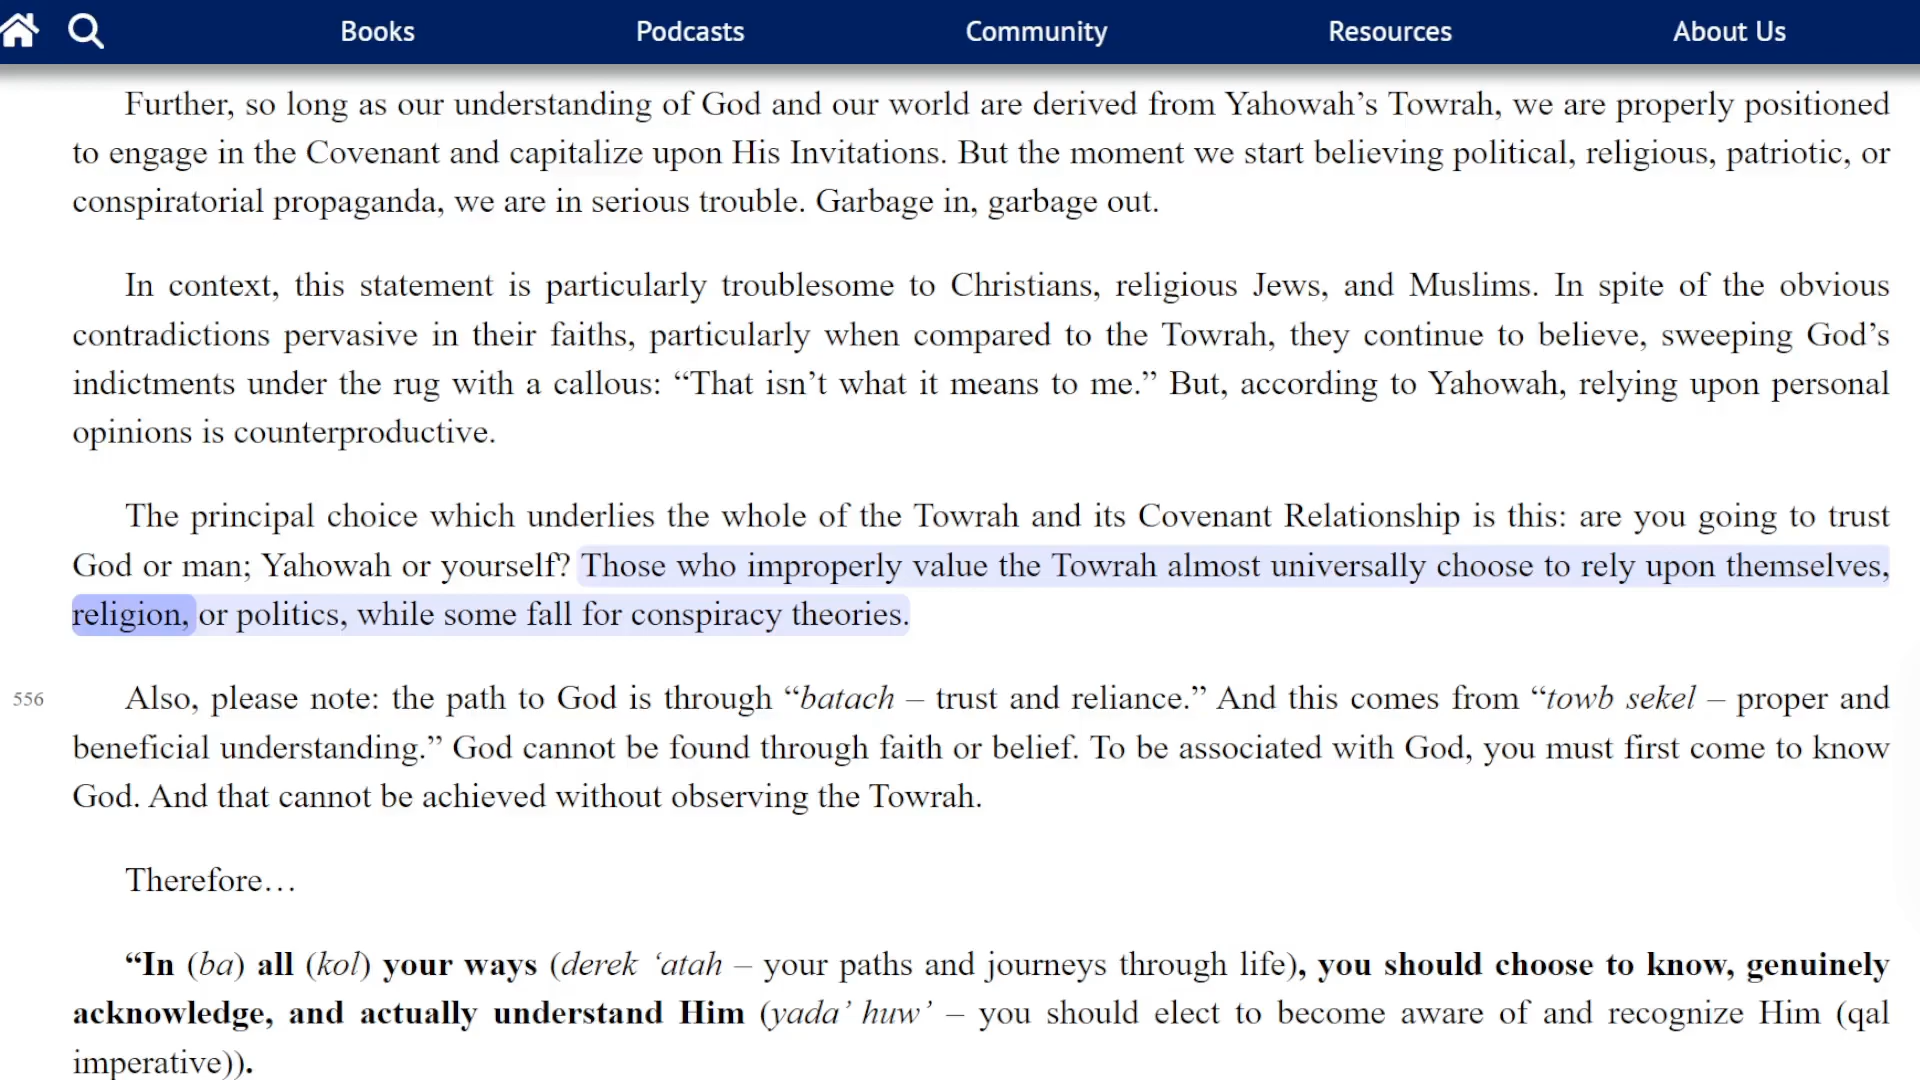 Books Podcasts Community Resources About Us
Further, so long as our understanding of God and our world are derived from Yahowah’s Towrah, we are properly positioned
to engage in the Covenant and capitalize upon His Invitations. But the moment we start believing political, religious, patriotic, or
conspiratorial propaganda, we are in serious trouble. Garbage in, garbage out.
In context, this statement is particularly troublesome to Christians, religious Jews, and Muslims. In spite of the obvious
contradictions pervasive in their faiths, particularly when compared to the Towrah, they continue to believe, sweeping God’s
indictments under the rug with a callous: “That isn’t what it means to me.” But, according to Yahowah, relying upon personal
opinions is counterproductive.
The principal choice which underlies the whole of the Towrah and its Covenant Relationship is this: are you going to trust
God or man; Yahowah or yourself? Those who improperly value the Towrah almost universally choose to rely upon themselves,
religion, or politics, while some fall for conspiracy theories.
556 Also, please note: the path to God is through “batach – trust and reliance.” And this comes from “towb sekel – proper and
beneficial understanding.” God cannot be found through faith or belief. To be associated with God, you must first come to know
God. And that cannot be achieved without observing the Towrah.
Therefore…
“In (ba) all (kol) your ways (derek ‘atah – your paths and journeys through life), you should choose to know, genuinely
acknowledge, and actually understand Him (yada’ huw’ – you should elect to become aware of and recognize Him (qal
imperative)).